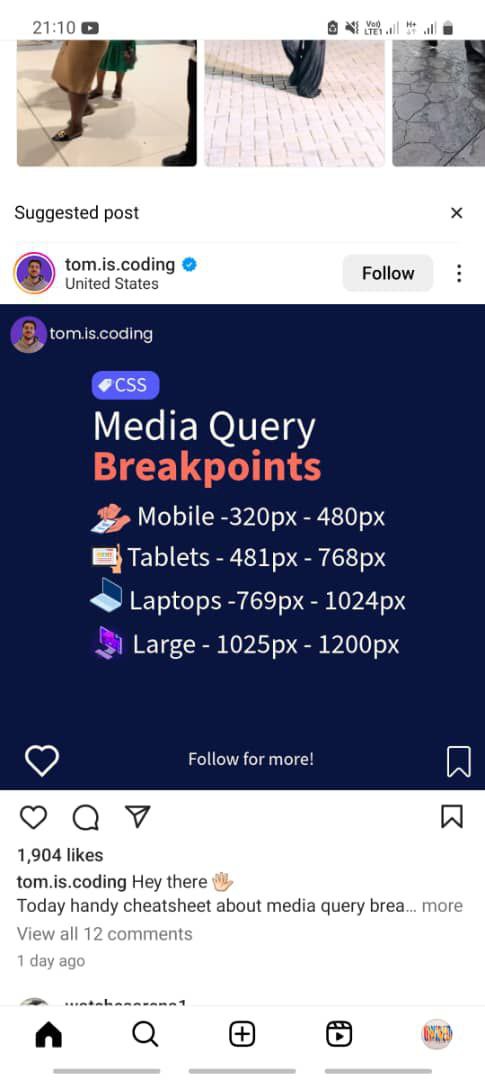 21:10
Vo)) LTE1 H+
Suggested post
tom.is.coding
United States
Follow
tom.is.coding
CSS
Media Query
Breakpoints
Mobile -320px - 480px
Tablets - 481px - 768px
Laptops -769px - 1024px
Large - 1025px - 1200px
Follow for more!
1,904 likes
tom.is.coding Hey there
Today handy cheatsheet about media query brea... more
View all 12 comments
1 day ago